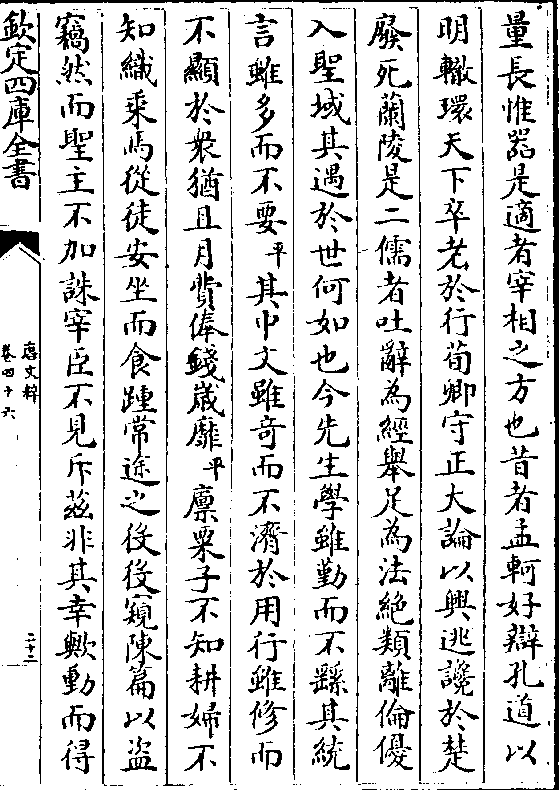 量長惟器是適者宰相之方也昔者孟軻好辯孔道以
明轍環天下卒老於行荀卿守正大論以興逃讒於楚
廢死蘭陵是二儒者吐辭為經舉足為法絶類離倫優
入聖域其遇於世何如也今先生學雖勤而不繇其統
言雖多而不要平其中文雖竒而不濟於用行雖修而
不顯於衆猶且月費俸錢歳靡平廪粟子不知耕婦不
知織乗馬從徒安坐而食踵常途之役役窺陳篇以盗
竊然而聖主不加誅宰臣不見斥兹非其幸歟動而得
欽定四庫全書
唐文粹
卷四十六
二十二